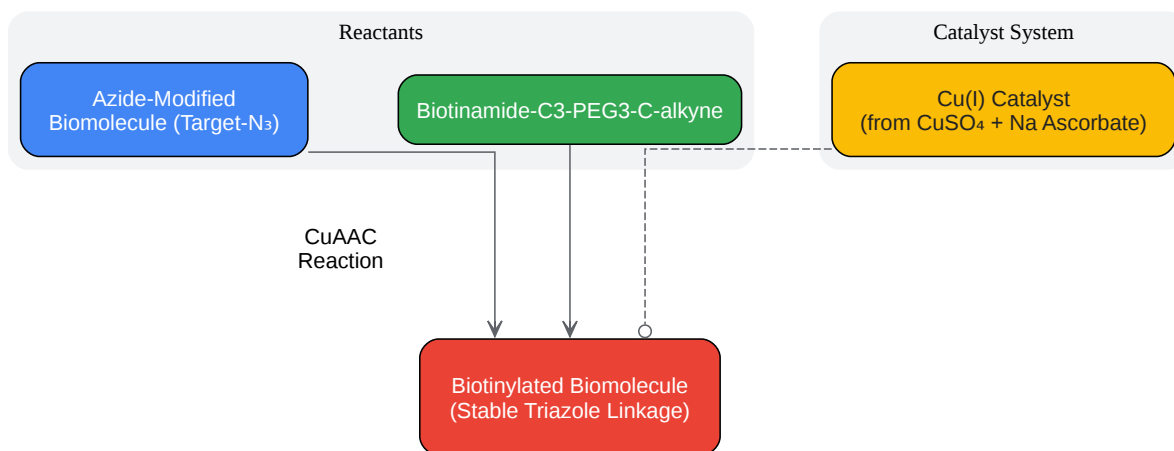 Reactants
Catalyst System
Azide-Modified
Biomolecule (Target-N₃)
Biotinamide-C3-PEG3-C-alkyne
Cu(I) Catalyst
(from CuSO₄ + Na Ascorbate)
CuAAC
Reaction
Biotinylated Biomolecule
(Stable Triazole Linkage)